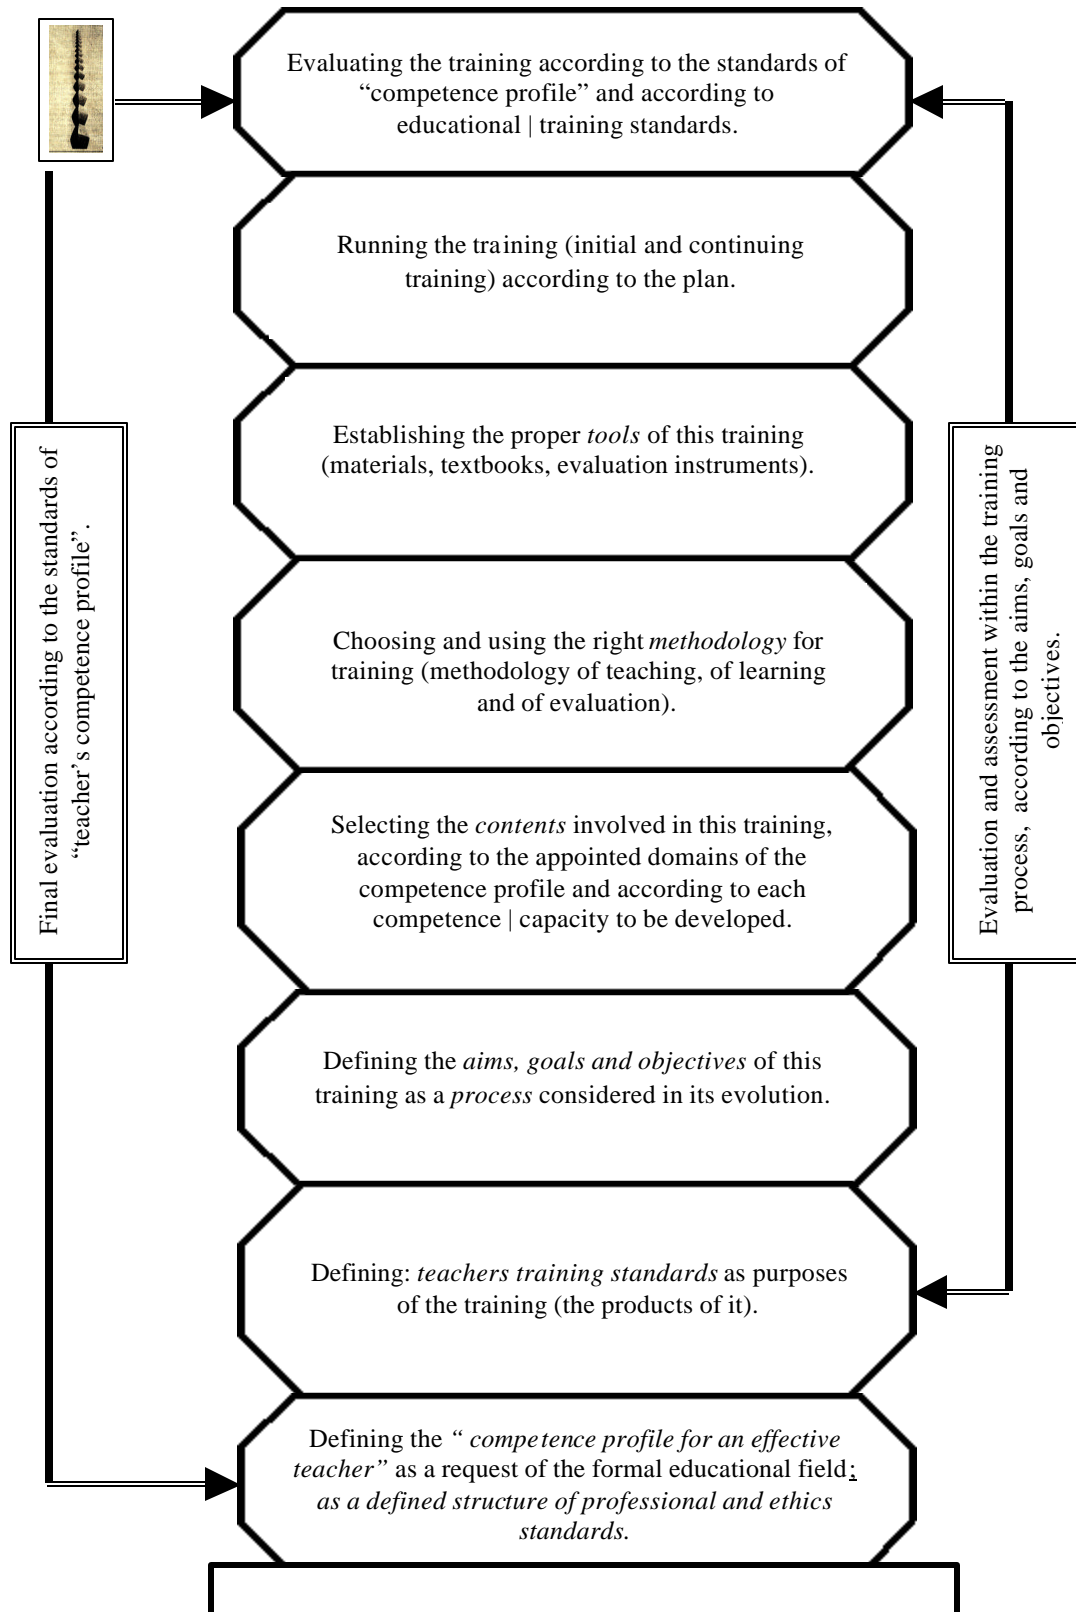 Evaluating the training according to the standards of
“competence profile” and according to
educational | training standards.
Running the training (initial and continuing
training) according to the plan.
Establishing the proper tools of this training
(materials, textbooks, evaluation instruments).
Choosing and using the right methodology for
training (methodology of teaching, of learning
and of evaluation).
Selecting the contents involved in this training,
according to the appointed domains of the
competence profile and according to each
competence | capacity to be developed.
Defining the aims, goals and objectives of this
training as a process considered in its evolution.
Defining: teachers training standards as purposes
of the training (the products of it).
Defining the “ competence profile for an effective
teacher” as a request of the formal educational field;
as a defined structure of professional and ethics
standards.
Final evaluation according to the standards of
“teacher’s competence profile”.
Evaluation and assessment within the training
process, according to the aims, goals and
objectives.